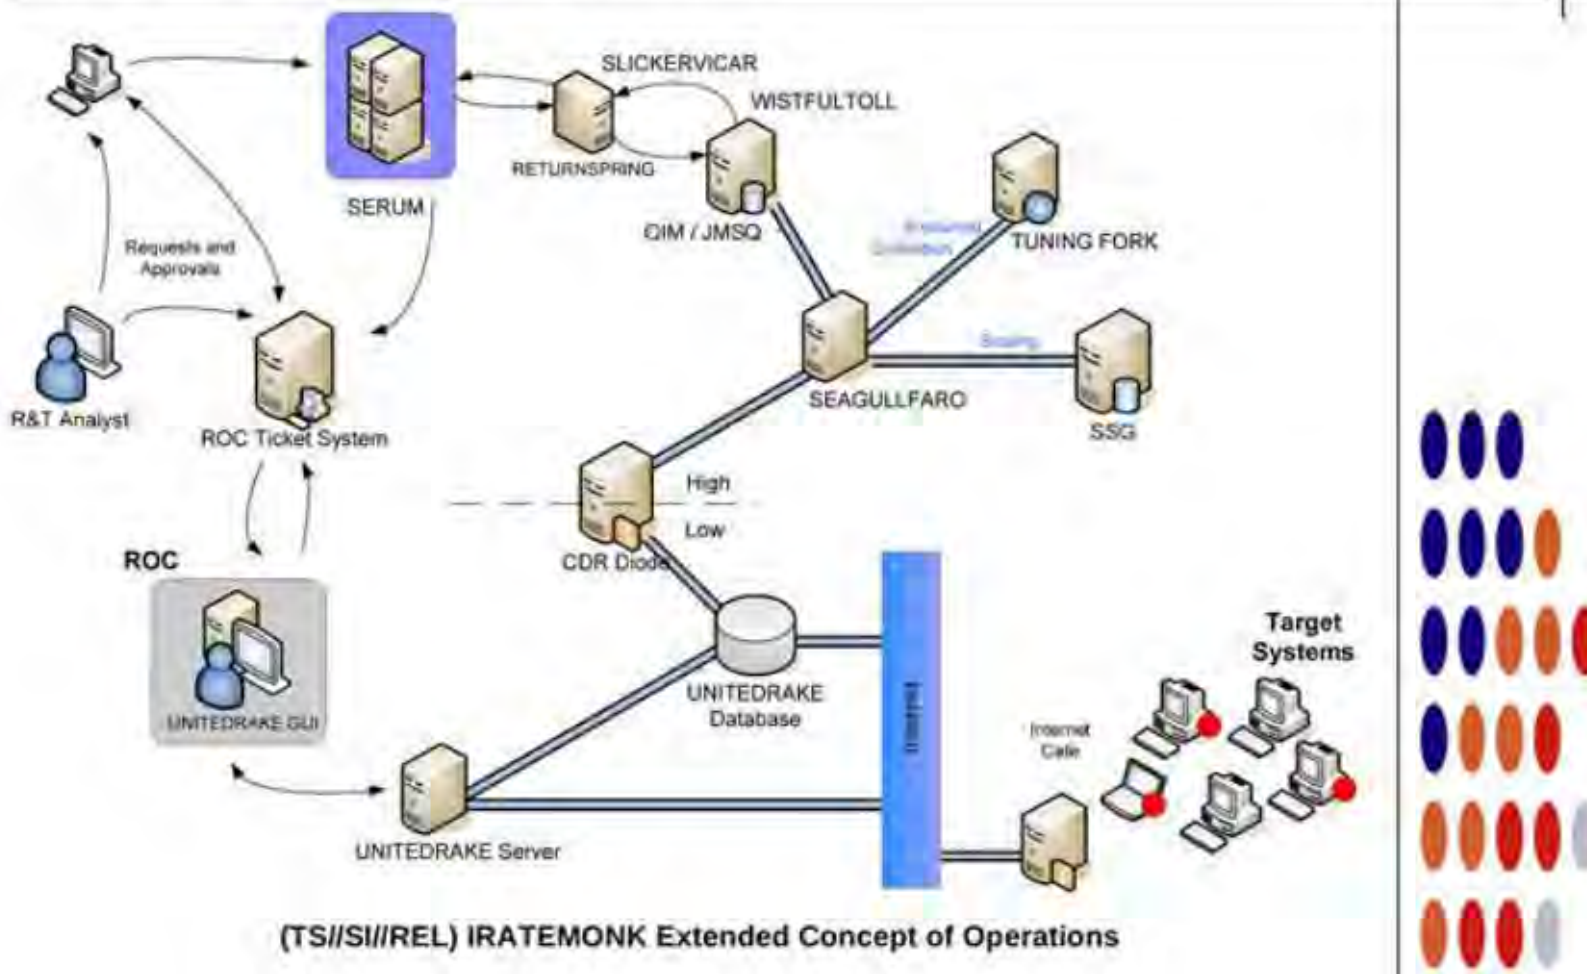 SLICKERVICAR
WISTFULTOLL
RETURNSPRING
SERUM
QIM / JMSQ
TUNING FORK
Requests and
Approvals
R&T Analyst
ROC Ticket System
SEAGULLFARO
SSG
High
Low
CDR Diode
ROC
UNITEDRAKE GUI
UNITEDRAKE
Database
Internet
Target
Systems
Internet
Cafe
UNITEDRAKE Server
(TS//SI//REL) IRATEMONK Extended Concept of Operations